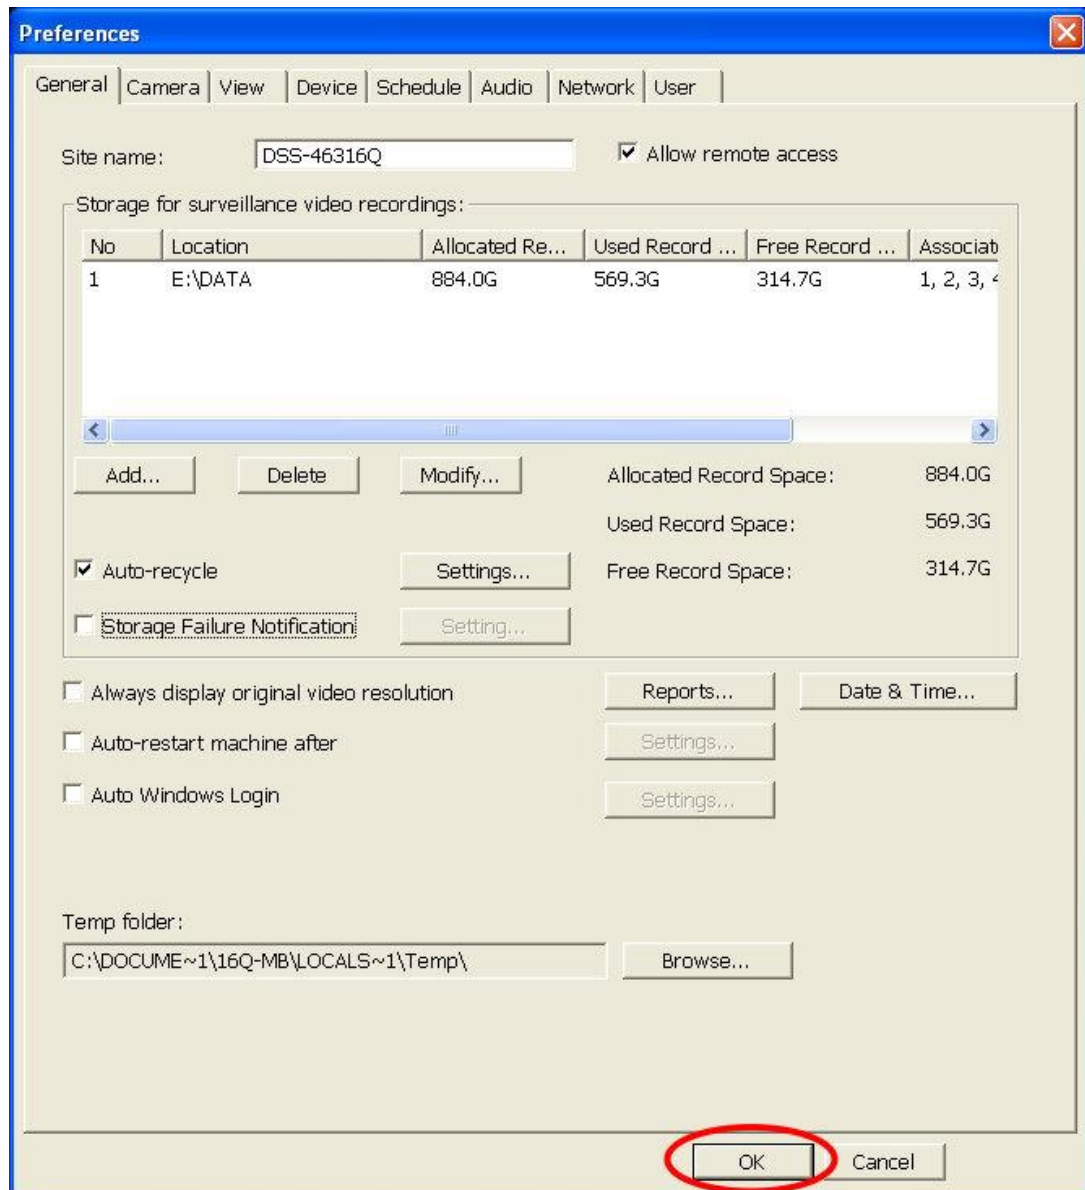 Preferences
General Camera View Device Schedule Audio Network User
Site name: DSS-46316Q Allow remote access
Storage for surveillance video recordings:
No Location Allocated Re... Used Record ... Free Record ... Associat
1 E:\DATA 884.0G 569.3G 314.7G 1, 2, 3, 4
Add... Delete Modify... Allocated Record Space: 884.0G
Used Record Space: 569.3G
Auto-recycle Settings... Free Record Space: 314.7G
Storage Failure Notification Setting...
Always display original video resolution Reports... Date & Time...
Auto-restart machine after Settings...
Auto Windows Login Settings...
Temp folder:
C:\DOCUME~1\16Q-MB\LOCALS~1\Temp\ Browse...
OK Cancel